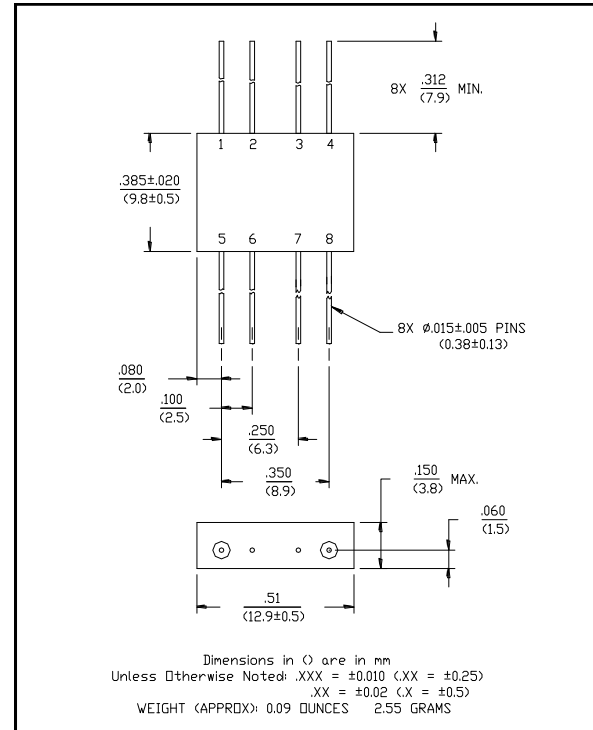 8X .312 MIN.
(7.9)
1 2 3 4
.385±.020
(9.8±0.5)
5 6 7 8
8X Ø.015±.005 PINS
(0.38±0.13)
.080
(2.0)
.100
(2.5)
.250
(6.3)
.350
(8.9)
.150 MAX.
(3.8)
.060
(1.5)
.51
(12.9±0.5)
Dimensions in () are in mm
Unless Otherwise Noted: .XXX = ±0.010 (.XX = ±0.25)
.XX = ±0.02 (.X = ±0.5)
WEIGHT (APPROX): 0.09 OUNCES 2.55 GRAMS